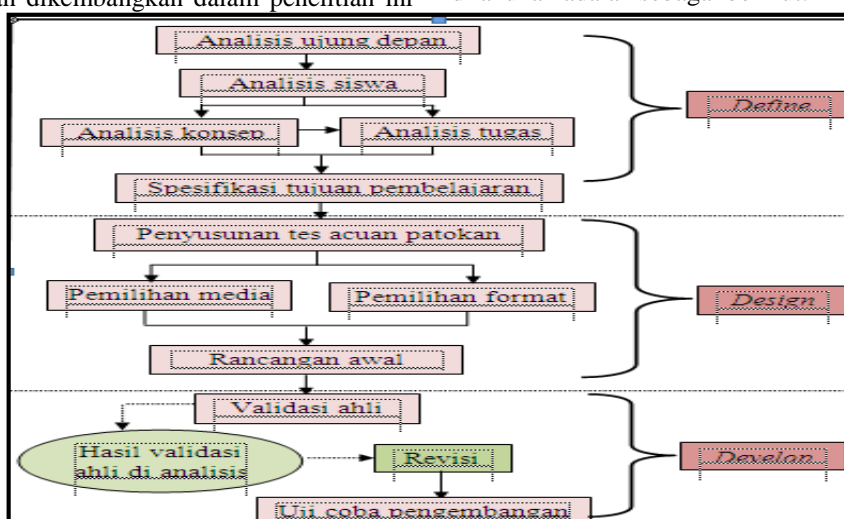 dikembangkan dalam penelitian ini
Analisis ujung depan
Analisis siswa
Define
Analisis konsep
Analisis tugas
Spesifikasi tujuan pembelajaran
Penyusunan tes acuan patokan
Pemilihan media
Pemilihan format
Design
Rancangan awal
Validasi ahli
Hasil validasi
ahli di analisis
Revisi
Develop
Uji coba pengembangan